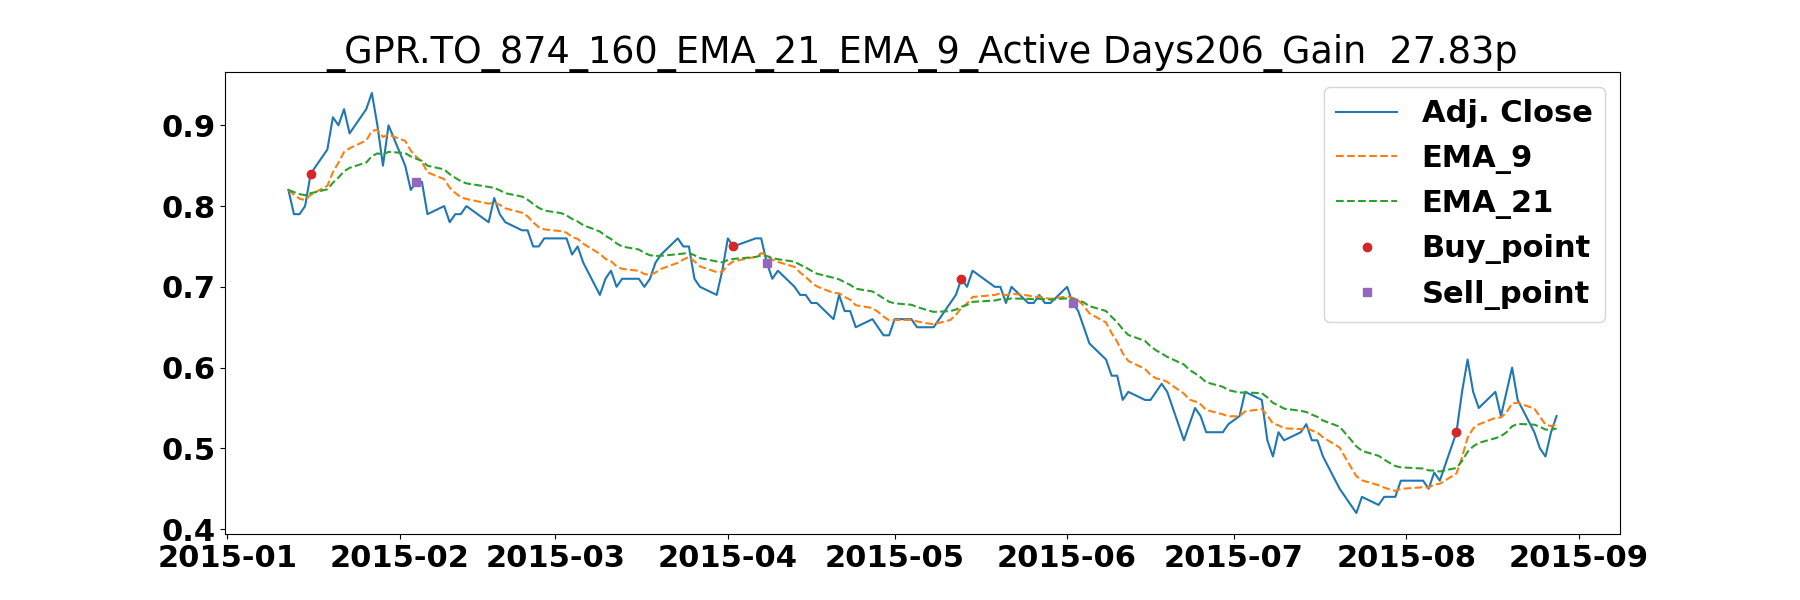 _GPR.TO_874_160_EMA_21_EMA_9_Active Days206_Gain  27.83p
Adj. Close
EMA_9
EMA_21
Buy_point
Sell_point
0.9
0.8
0.7
0.6
0.5
0.4
2015-01 2015-02 2015-03 2015-04 2015-05 2015-06 2015-07 2015-08 2015-09